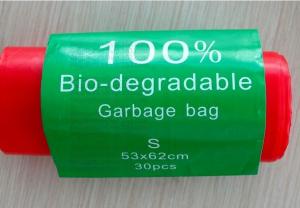 100%
Bio-degradable
Garbage bag
S
53x62cm
30pcs